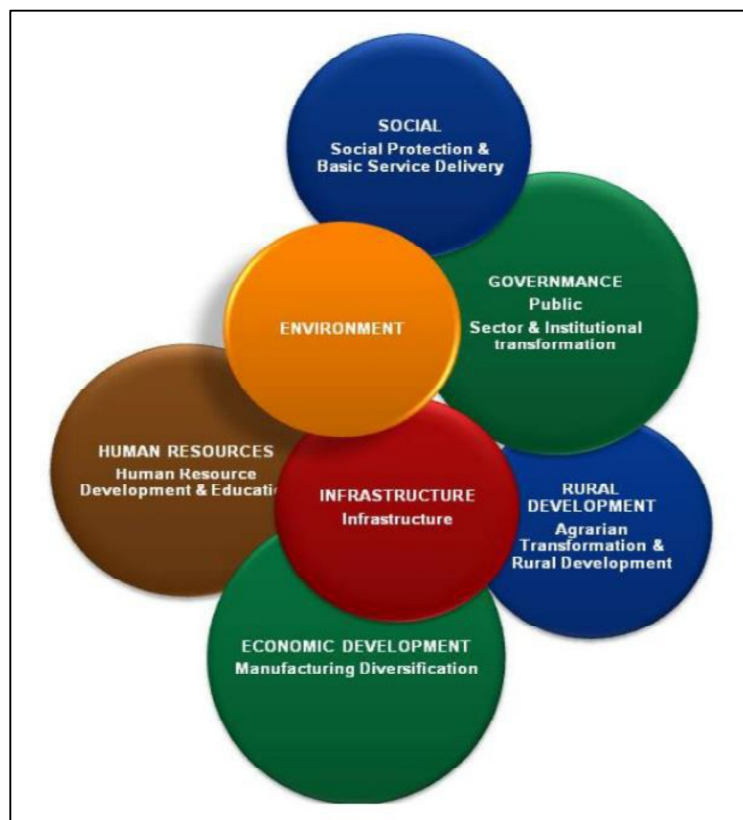 SOCIAL
Social Protection &
Basic Service Delivery
GOVERNMANCE
Public
Sector & Institutional
transformation
ENVIRONMENT
HUMAN RESOURCES
Human Resource
Development & Educati
INFRASTRUCTURE
Infrastructure
RURAL
DEVELOPMENT
Agrarian
Transformation &
Rural Development
ECONOMIC DEVELOPMENT
Manufacturing Diversification